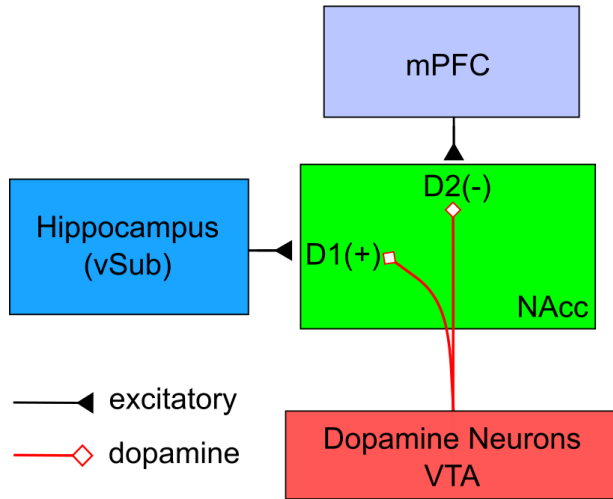 mPFC
D2(-)
Hippocampus
(vSub)
D1(+)
NAcc
excitatory
dopamine
Dopamine Neurons
VTA